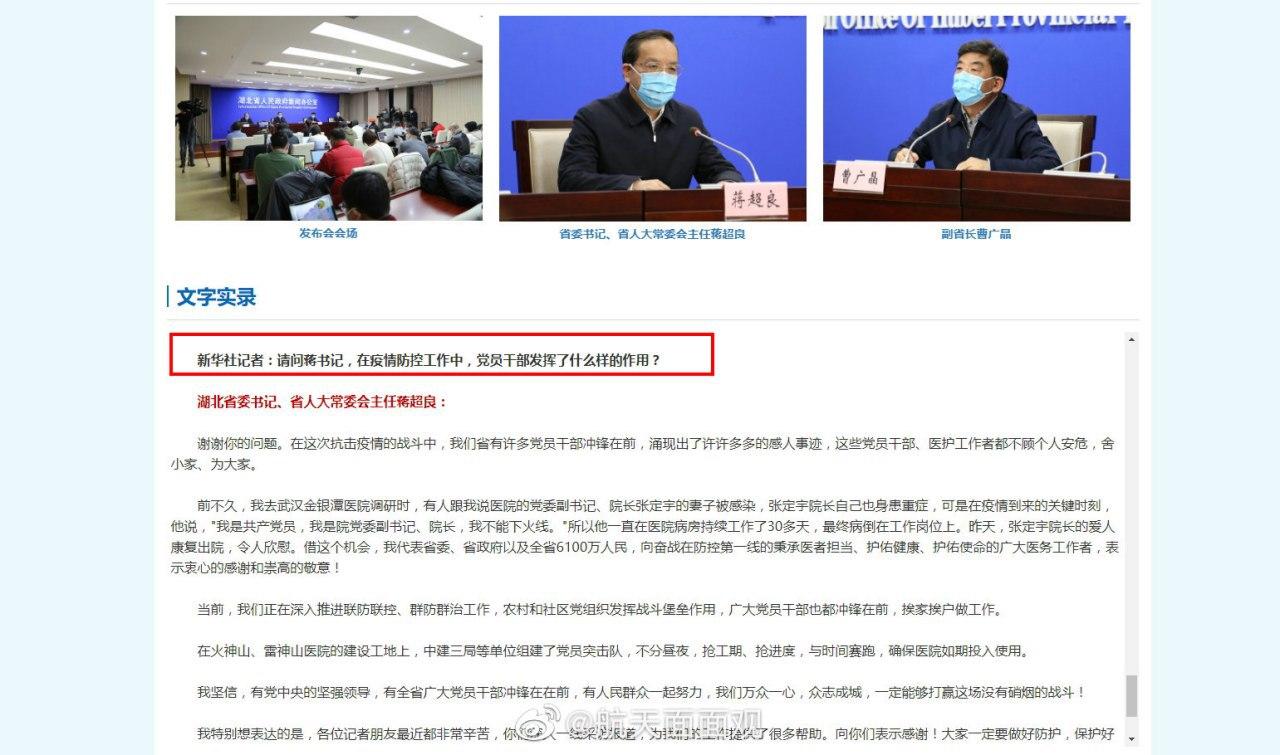 on Office Of Hubei Provincial P
湖北省人民政府新闻办公室
蒋超良
曹广晶
发布会会场
省委书记、省人大常委会主任蒋超良
副省长曹广晶
文字实录
新华社记者：请问蒋书记，在疫情防控工作中，党员干部发挥了什么样的作用？
湖北省委书记、省人大常委会主任蒋超良：
谢谢你的问题。在这次抗击疫情的战斗中，我们省有许多党员干部冲锋在前，涌现出了许许多多的感人事迹，这些党员干部、医护工作者都不顾个人安危，舍
小家、为大家。
前不久，我去武汉金银潭医院调研时，有人跟我说医院的党委副书记、院长张定宇的妻子被感染，张定宇院长自己也身患重症，可是在疫情到来的关键时刻，
他说，"我是共产党员，我是院党委副书记、院长，我不能下火线。"所以他一直在医院病房持续工作了30多天，最终病倒在工作岗位上。昨天，张定宇院长的爱人
康复出院，令人欣慰。借这个机会，我代表省委、省政府以及全省6100万人民，向奋战在防控第一线的秉承医者担当、护佑健康、护佑使命的广大医务工作者，表
示衷心的感谢和崇高的敬意！
当前，我们正在深入推进联防联控、群防群治工作，农村和社区党组织发挥战斗堡垒作用，广大党员干部也都冲锋在前，挨家挨户做工作。
在火神山、雷神山医院的建设工地上，中建三局等单位组建了党员突击队，不分昼夜，抢工期、抢进度，与时间赛跑，确保医院如期投入使用。
我坚信，有党中央的坚强领导，有全省广大党员干部冲锋在在前，有人民群众一起努力，我们万众一心，众志成城，一定能够打赢这场没有硝烟的战斗！
我特别想表达的是，各位记者朋友最近都非常辛苦，你们深入一线采访报道，为我们的工作提供了很多帮助。向你们表示感谢！大家一定要做好防护，保护好
@航天面面观